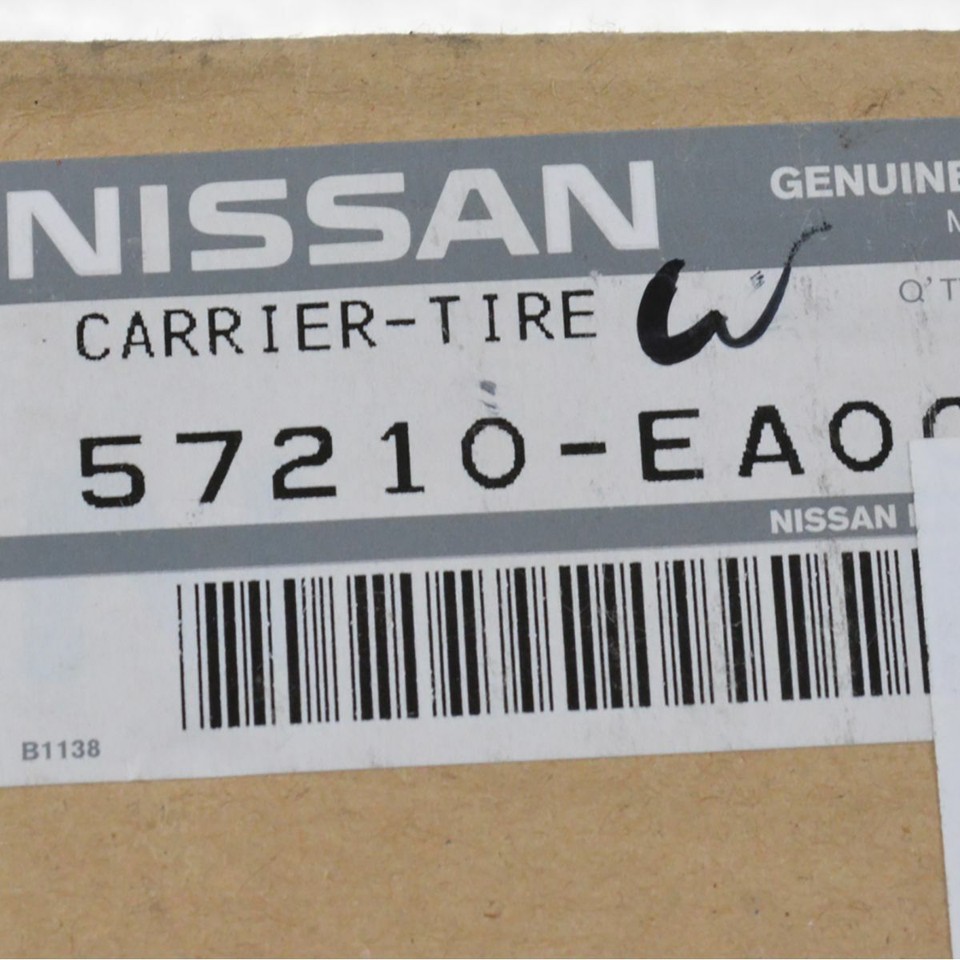 NISSAN
GENUINE
CARRIER-TIRE W
Q'T
57210-EA0
NISSAN
B1138